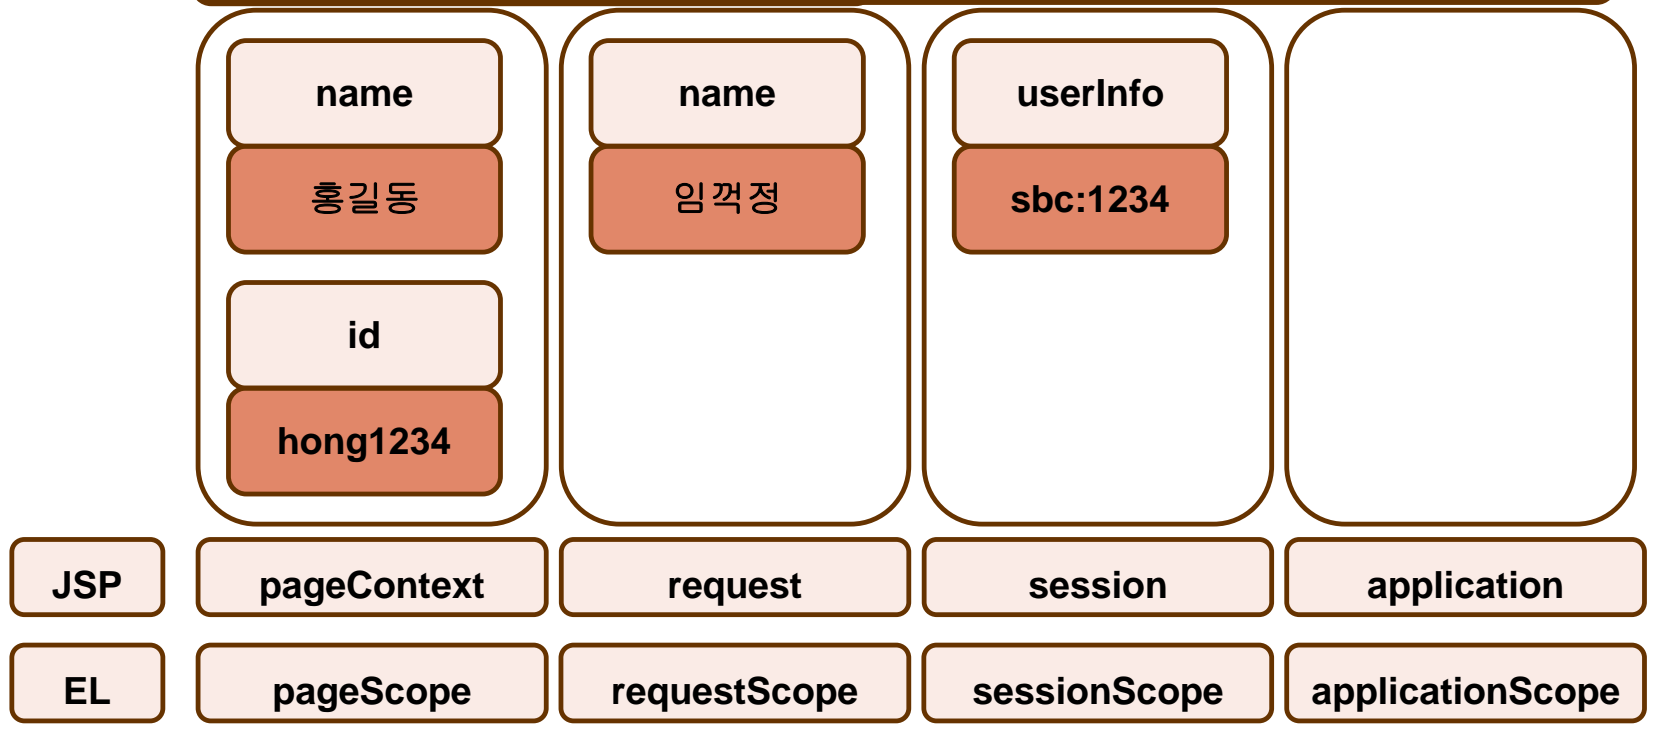 name
name
userInfo
홍길동
임꺽정
sbc:1234
id
hong1234
JSP
pageContext
request
session
application
EL
pageScope
requestScope
sessionScope
applicationScope